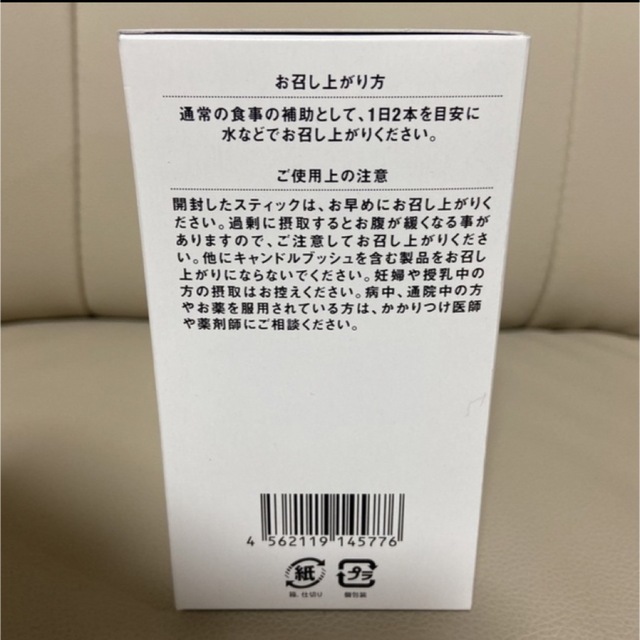 お召し上がり方
通常の食事の補助として、1日2本を目安に
水などでお召し上がりください。
ご使用上の注意
開封したスティックは、お早めにお召し上がりく
ださい。過剰に摂取するとお腹が緩くなる事が
ありますので、ご注意してお召し上がりくださ
い。他にキャンドルブッシュを含む製品をお召し
上がりにならないでください。妊婦や授乳中の
方の摂取はお控えください。病中、通院中の方
やお薬を服用されている方は、かかりつけ医師
や薬剤師にご相談ください。
4 562119 145776
紙 プラ
箱、仕切り 個包装